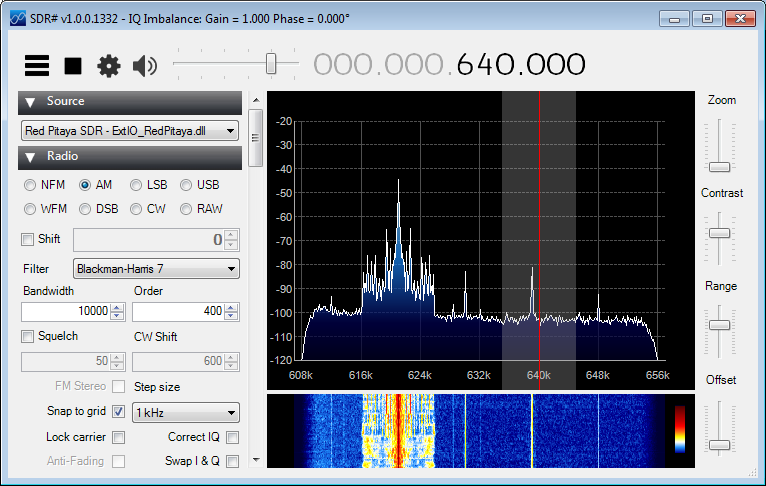 SDR# v1.0.0.1332 - IQ Imbalance: Gain = 1.000 Phase = 0.000°
000.000.640.000
Source
Red Pitaya SDR - ExtIO_RedPitaya.dll
Radio
NFM AM LSB USB
WFM DSB CW RAW
Shift 0
Filter Blackman-Harris 7
Bandwidth Order
10000 400
Squelch CW Shift
50 600
FM Stereo Step size
Snap to grid 1 kHz
Lock carrier Correct IQ
Anti-Fading Swap I & Q
-20
-30
-40
-50
-60
-70
-80
-90
-100
-110
-120
608k 616k 624k 632k 640k 648k 656k
Zoom
Contrast
Range
Offset